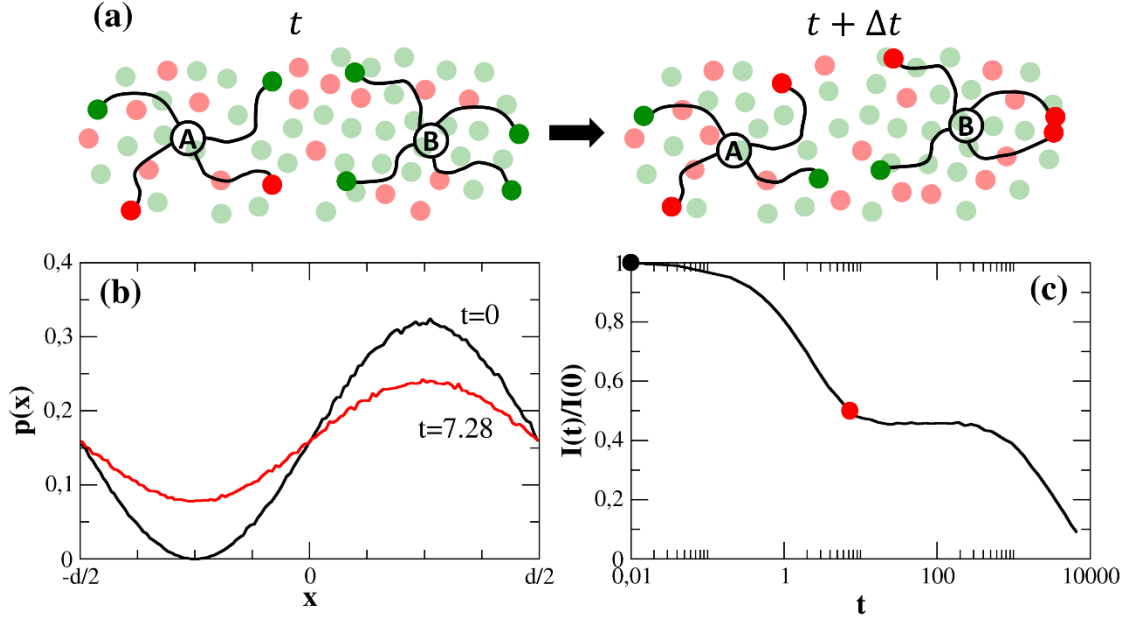 (a)
t
t + Δt
A
B
A
B
0,4
0,3
0,2
0,1
0
p(x)
(b)
t=0
t=7.28
-d/2
0
d/2
x
1
0,8
0,6
0,4
0,2
I(t)/I(0)
(c)
0,01
1
100
10000
t